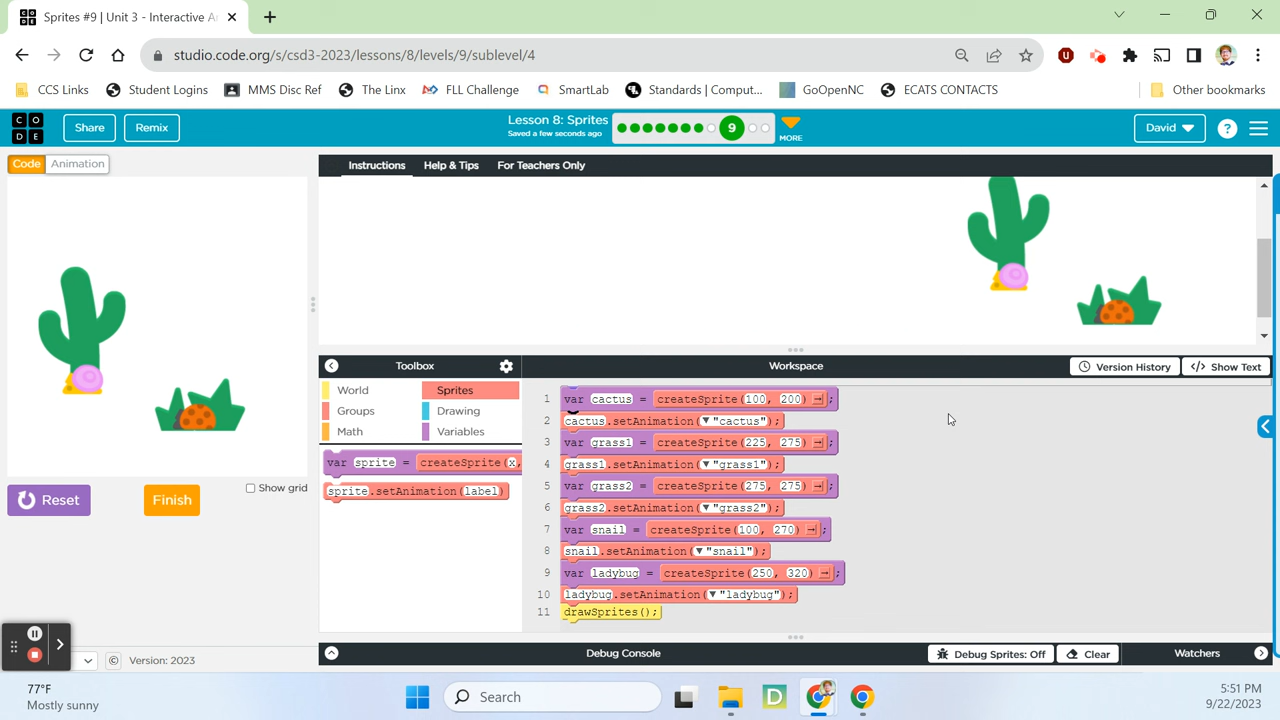 Sprites #9 | Unit 3 - Interactive A
studio.code.org/s/csd3-2023/lessons/8/levels/9/sublevel/4
CCS Links
Student Logins
MMS Disc Ref
The Linx
FLL Challenge
SmartLab
Standards | Comput...
GoOpenNC
ECATS CONTACTS
Other bookmarks
CODE
Share
Remix
Lesson 8: Sprites
Saved a few seconds ago
9
MORE
David
?
Code
Animation
Instructions
Help & Tips
For Teachers Only
Reset
Finish
Show grid
Toolbox
Workspace
Version History
</> Show Text
World
Sprites
Groups
Drawing
Math
Variables
var sprite = createSprite(x,
sprite.setAnimation(label)
1 var cactus = createSprite(100, 200);
2 cactus.setAnimation("cactus");
3 var grass1 = createSprite(225, 275);
4 grass1.setAnimation("grass1");
5 var grass2 = createSprite(275, 275);
6 grass2.setAnimation("grass2");
7 var snail = createSprite(100, 270);
8 snail.setAnimation("snail");
9 var ladybug = createSprite(250, 320);
10 ladybug.setAnimation("ladybug");
11 drawSprites();
© Version: 2023
Debug Console
Debug Sprites: Off
Clear
Watchers
77°F
Mostly sunny
Search
5:51 PM
9/22/2023